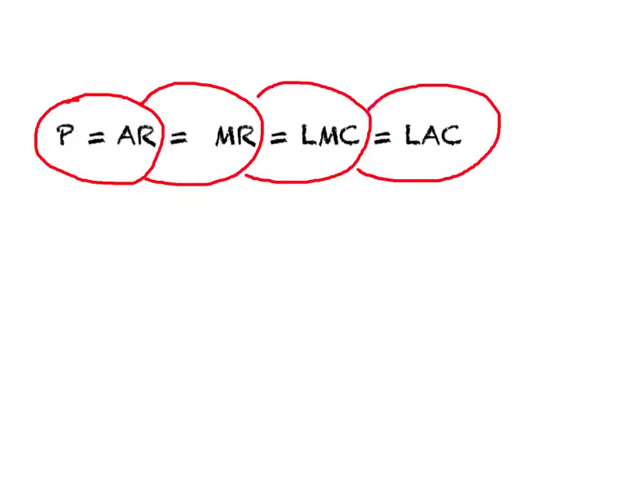 P = AR = MR = LMC = LAC